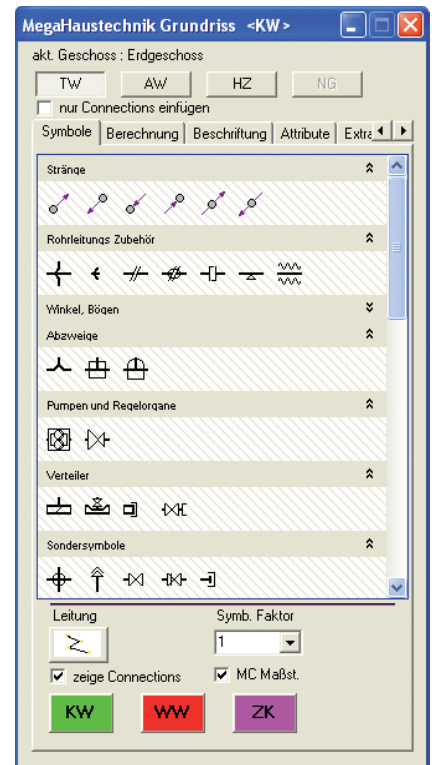 MegaHaustechnik Grundriss <KW>
akt. Geschoss : Erdgeschoss
TW AW HZ NG
nur Connections einfügen
Symbole Berechnung Beschriftung Attribute Extra
Stränge
Rohrleitungs Zubehör
Winkel, Bögen
Abzweige
Pumpen und Regelorgane
Verteiler
Sondersymbole
Leitung Symb. Faktor
1
zeige Connections MC Maßst.
KW WW ZK